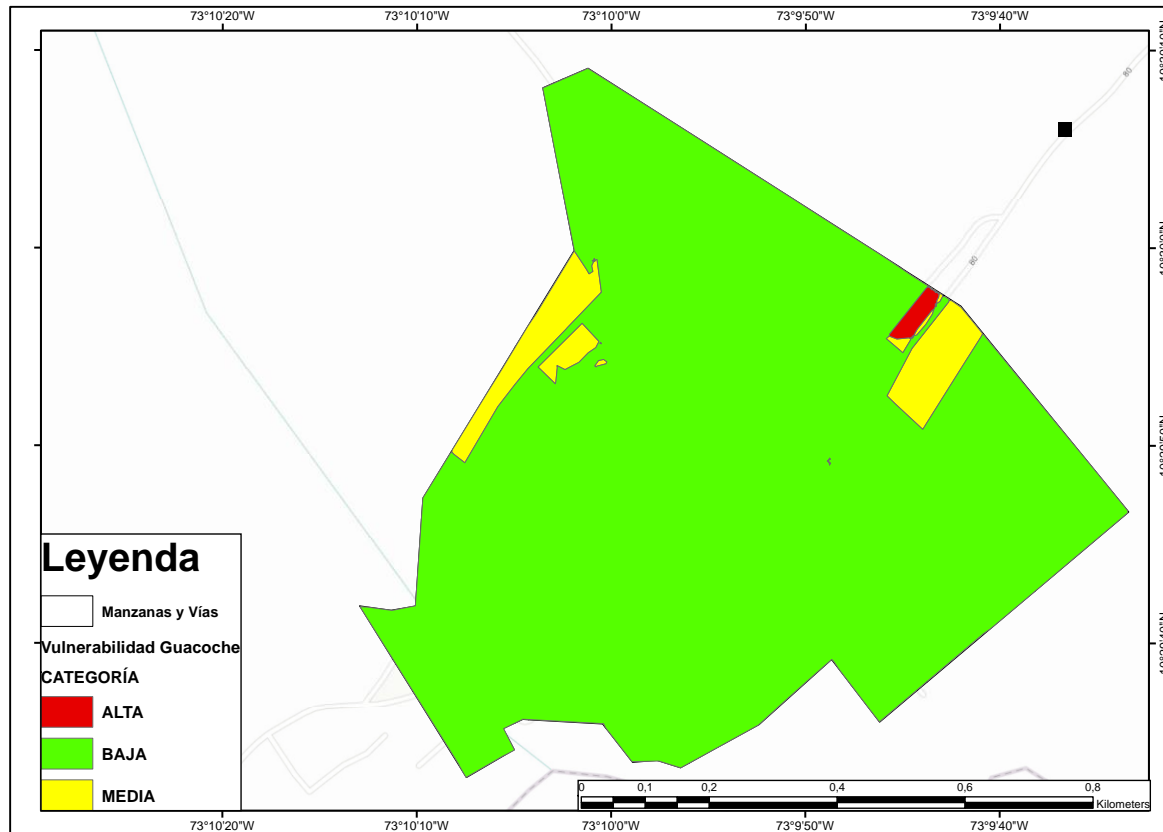 73°10'20"W 73°10'10"W 73°10'0"W 73°9'50"W 73°9'40"W
80
80
Leyenda
Manzanas y Vías
Vulnerabilidad Guacoche
CATEGORÍA
ALTA
BAJA
MEDIA
0 0,1 0,2 0,4 0,6 0,8
Kilometers
73°10'20"W 73°10'10"W 73°10'0"W 73°9'50"W 73°9'40"W